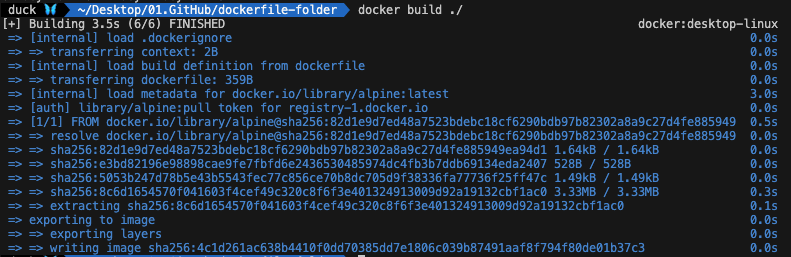 duck 🦋 ~/Desktop/01.GitHub/dockerfile-folder docker build ./
[+] Building 3.5s (6/6) FINISHED docker:desktop-linux
=> [internal] load .dockerignore 0.0s
=> => transferring context: 2B 0.0s
=> [internal] load build definition from dockerfile 0.0s
=> => transferring dockerfile: 359B 0.0s
=> [internal] load metadata for docker.io/library/alpine:latest 3.0s
=> [auth] library/alpine:pull token for registry-1.docker.io 0.0s
=> [1/1] FROM docker.io/library/alpine@sha256:82d1e9d7ed48a7523bdebc18cf6290bdb97b82302a8a9c27d4fe885949 0.5s
=> => resolve docker.io/library/alpine@sha256:82d1e9d7ed48a7523bdebc18cf6290bdb97b82302a8a9c27d4fe885949 0.0s
=> => sha256:82d1e9d7ed48a7523bdebc18cf6290bdb97b82302a8a9c27d4fe885949ea94d1 1.64kB / 1.64kB 0.0s
=> => sha256:e3bd82196e98898cae9fe7fbfd6e2436530485974dc4fb3b7ddb69134eda2407 528B / 528B 0.0s
=> => sha256:5053b247d78b5e43b5543fec77c856ce70b8dc705d9f38336fa77736f25ff47c 1.49kB / 1.49kB 0.0s
=> => sha256:8c6d1654570f041603f4cef49c320c8f6f3e401324913009d92a19132cbf1ac0 3.33MB / 3.33MB 0.3s
=> => extracting sha256:8c6d1654570f041603f4cef49c320c8f6f3e401324913009d92a19132cbf1ac0 0.1s
=> exporting to image 0.0s
=> => exporting layers 0.0s
=> => writing image sha256:4c1d261ac638b4410f0dd70385dd7e1806c039b87491aaf8f794f80de01b37c3 0.0s